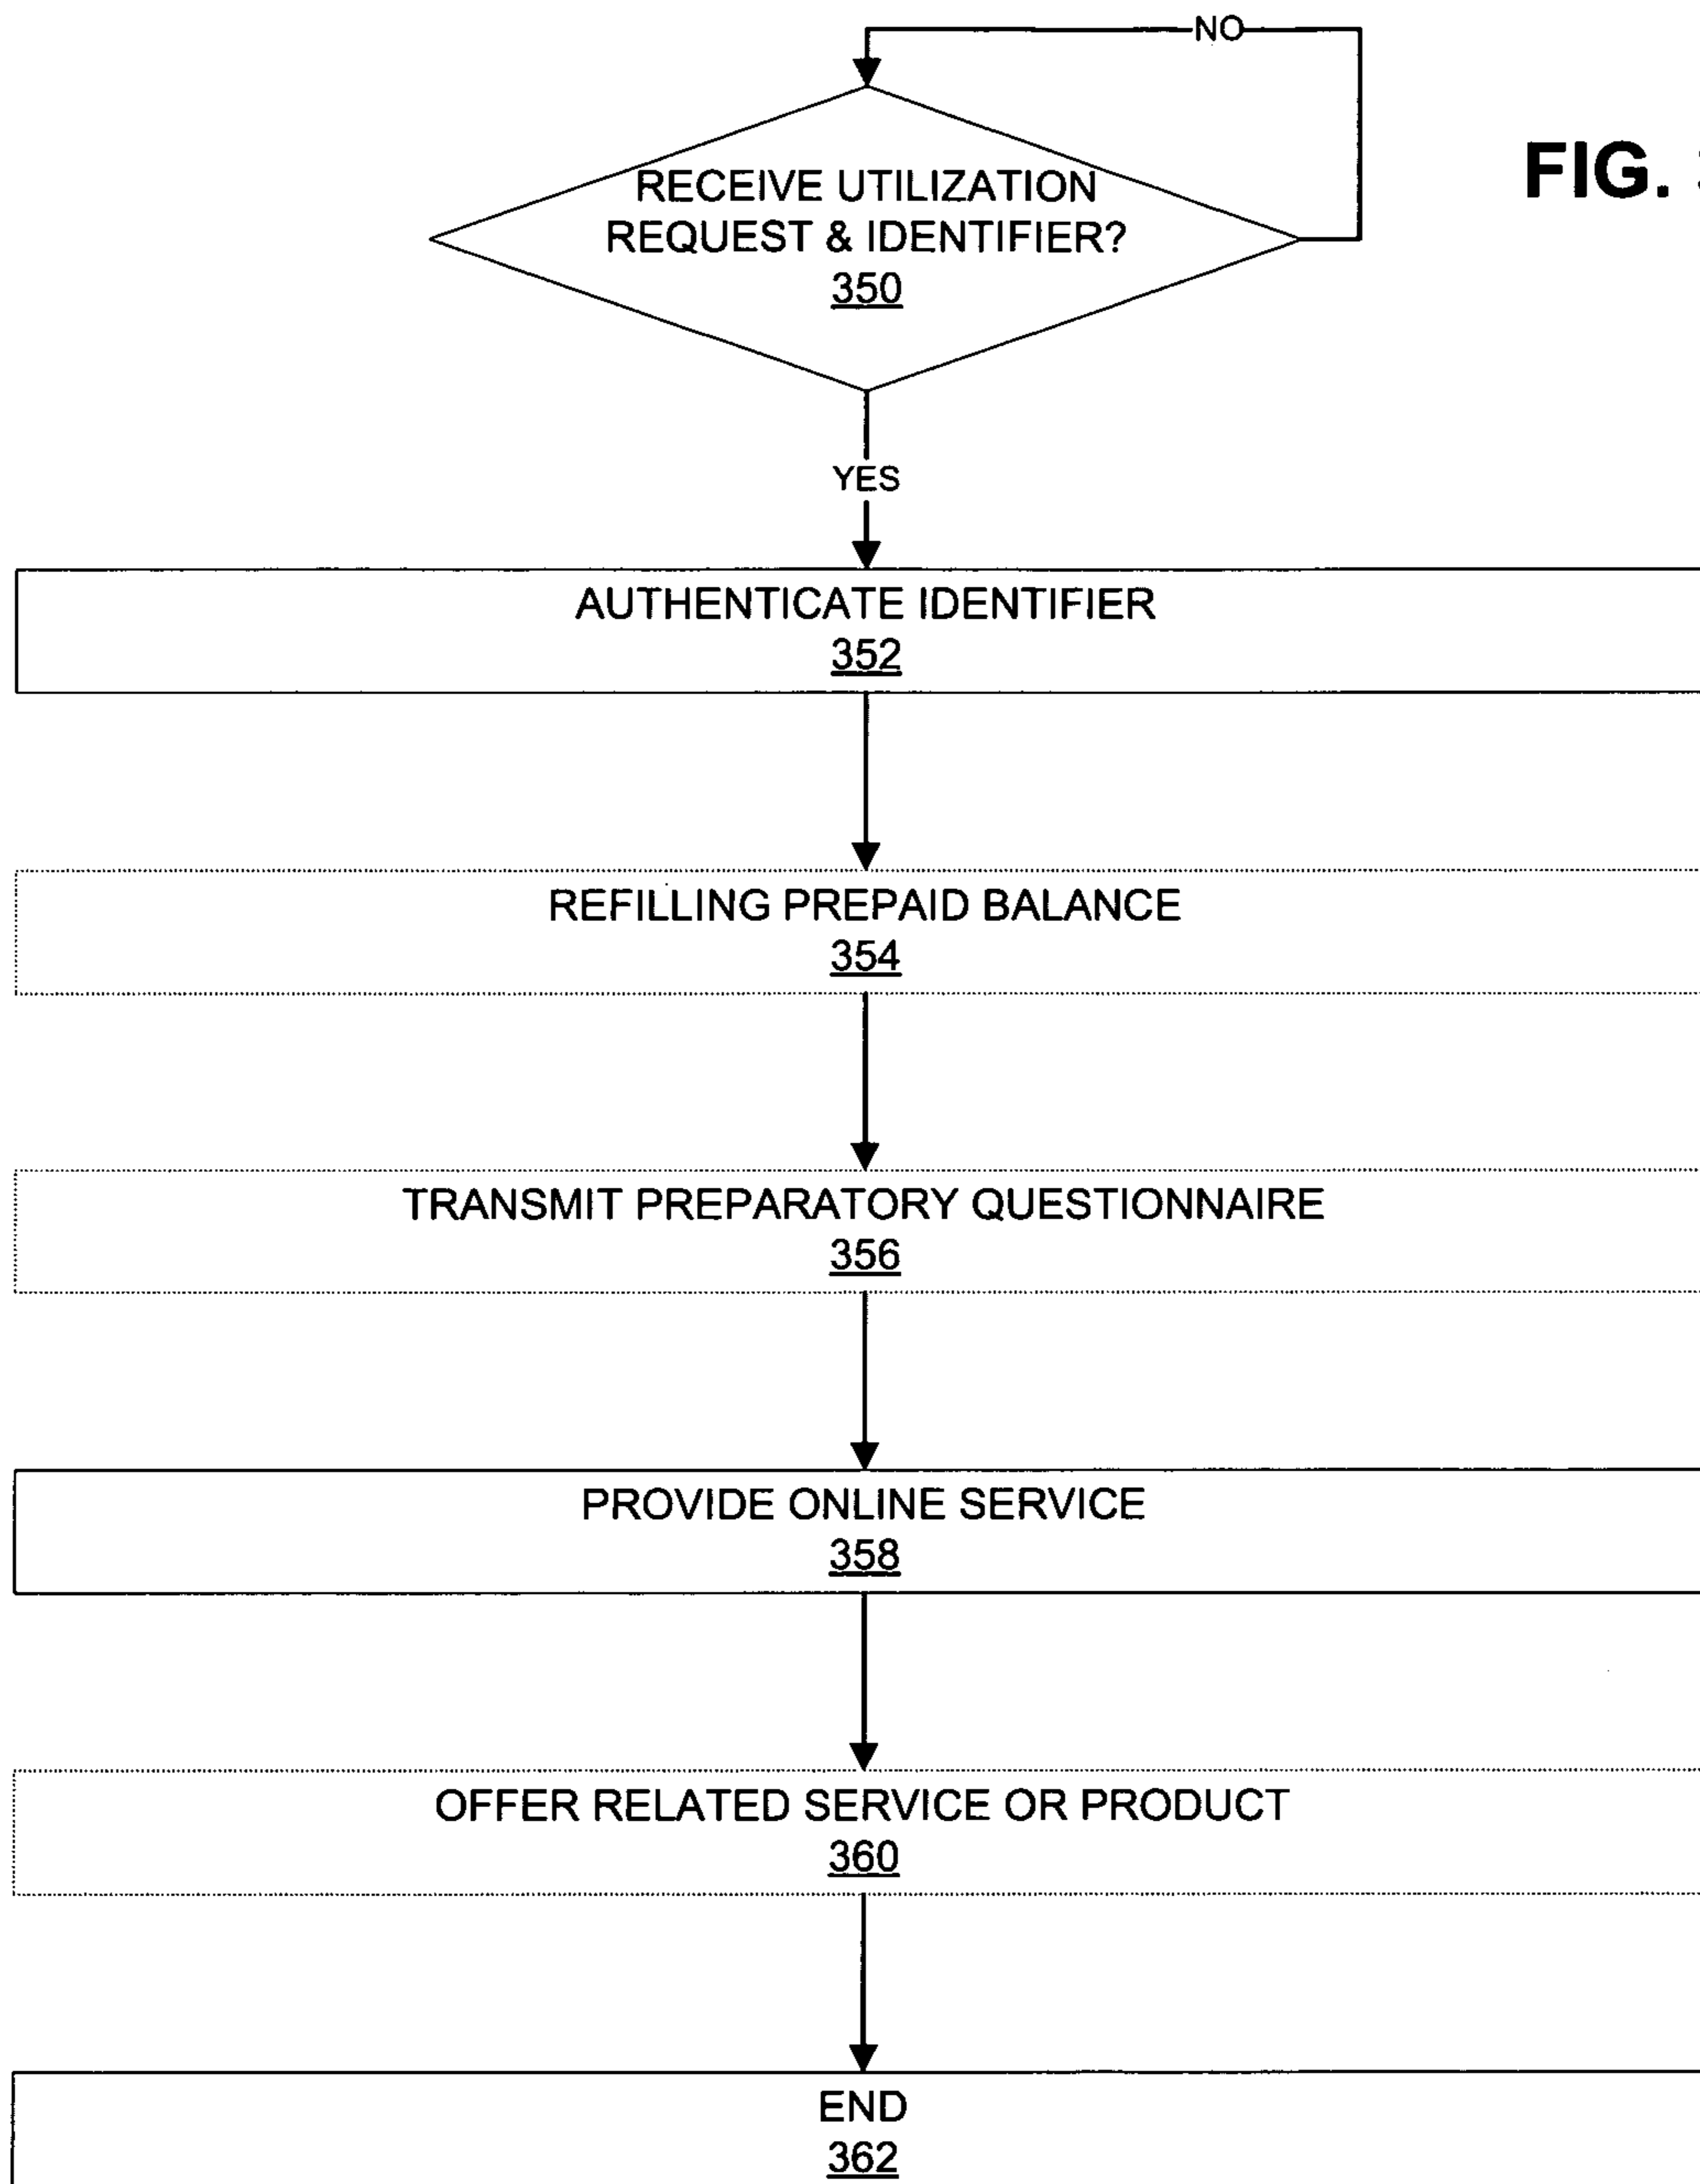 NO
FIG.
RECEIVE UTILIZATION
REQUEST & IDENTIFIER?
350
YES
AUTHENTICATE IDENTIFIER
352
REFILLING PREPAID BALANCE
354
TRANSMIT PREPARATORY QUESTIONNAIRE
356
PROVIDE ONLINE SERVICE
358
OFFER RELATED SERVICE OR PRODUCT
360
END
362